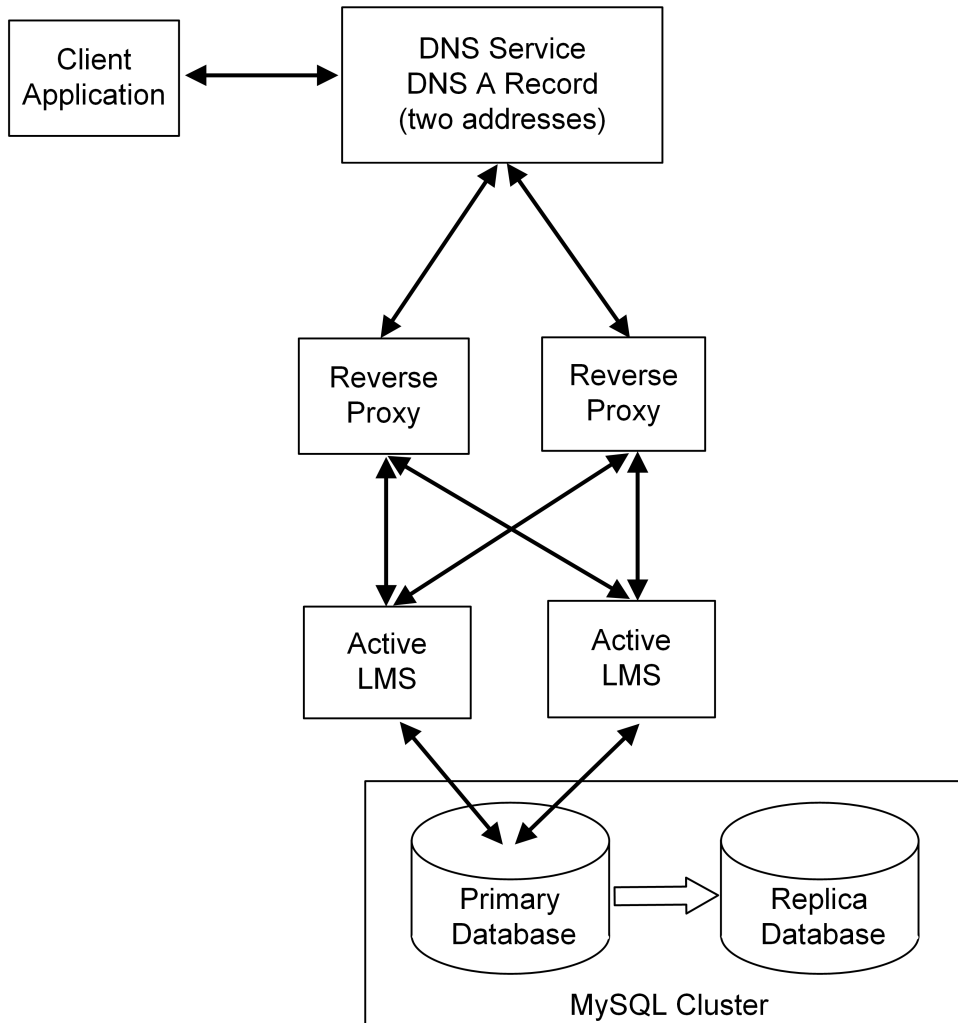 Client
Application
DNS Service
DNS A Record
(two addresses)
Reverse
Proxy
Reverse
Proxy
Active
LMS
Active
LMS
Primary
Database
Replica
Database
MySQL Cluster